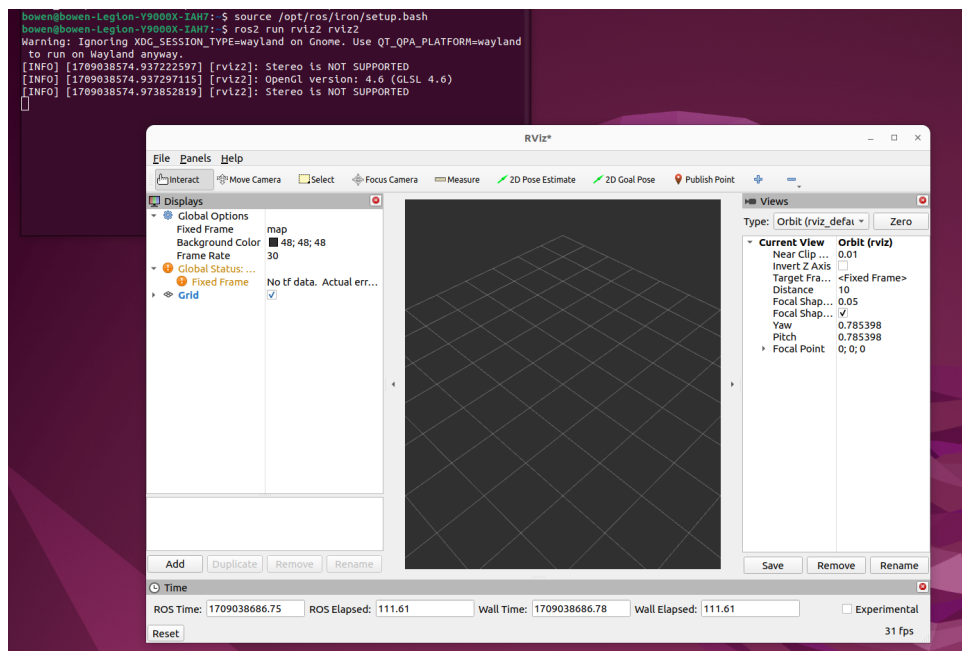 bowen@bowen-Legion-Y9000X-IAH7:~$ source /opt/ros/iron/setup.bash
bowen@bowen-Legion-Y9000X-IAH7:~$ ros2 run rviz2 rviz2
Warning: Ignoring XDG_SESSION_TYPE=wayland on Gnome. Use QT_QPA_PLATFORM=wayland
to run on Wayland anyway.
[INFO] [1709038574.937222597] [rviz2]: Stereo is NOT SUPPORTED
[INFO] [1709038574.937297115] [rviz2]: OpenGl version: 4.6 (GLSL 4.6)
[INFO] [1709038574.973852819] [rviz2]: Stereo is NOT SUPPORTED
RViz*
File Panels Help
Interact Move Camera Select Focus Camera Measure 2D Pose Estimate 2D Goal Pose Publish Point
Displays
Global Options
Fixed Frame map
Background Color 48; 48; 48
Frame Rate 30
Global Status: ...
Fixed Frame No tf data. Actual err...
Grid
Add Duplicate Remove Rename
Views
Type: Orbit (rviz_defau Zero
Current View Orbit (rviz)
Near Clip ... 0.01
Invert Z Axis
Target Fra... <Fixed Frame>
Distance 10
Focal Shap... 0.05
Focal Shap...
Yaw 0.785398
Pitch 0.785398
Focal Point 0; 0; 0
Save Remove Rename
Time
ROS Time: 1709038686.75 ROS Elapsed: 111.61 Wall Time: 1709038686.78 Wall Elapsed: 111.61 Experimental
Reset 31 fps